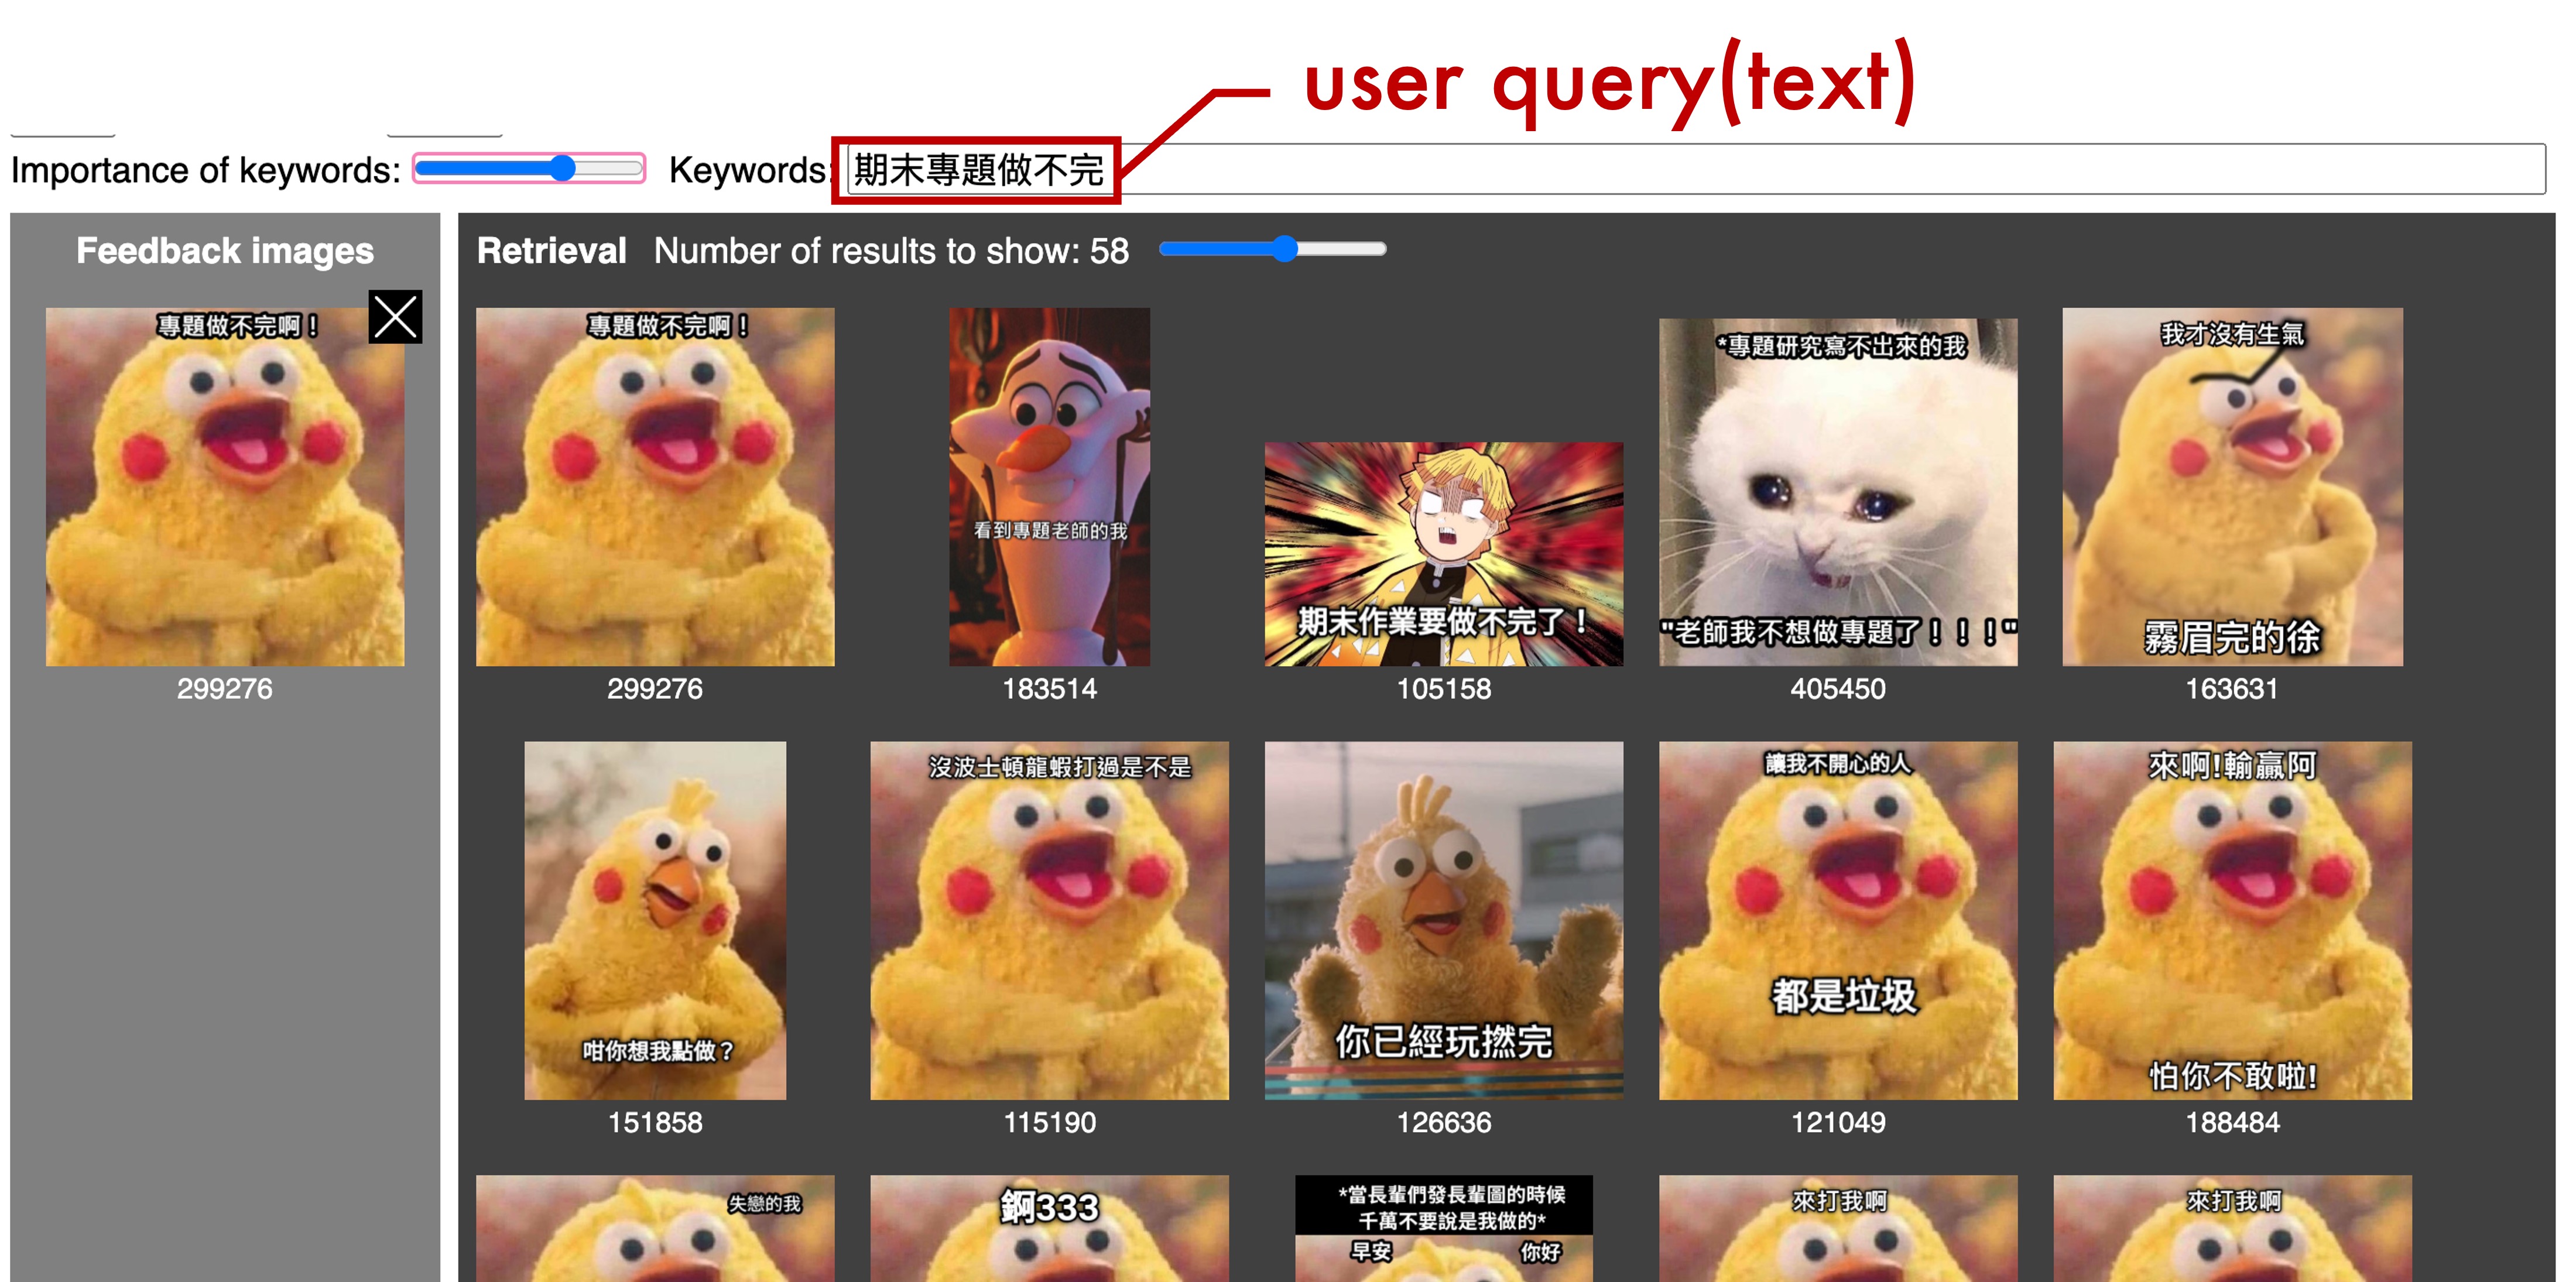 user query(text)
Importance of keywords:
Keywords: 期末專題做不完
Feedback images
專題做不完啊！
299276
Retrieval Number of results to show: 58
專題做不完啊！
299276
看到專題老師的我
183514
期末作業要做不完了！
105158
*專題研究寫不出來的我
"老師我不想做專題了！！！"
405450
我才沒有生氣
霧眉完的徐
163631
咁你想我點做？
151858
沒波士頓龍蝦打過是不是
115190
你已經玩撚完
126636
讓我不開心的人
都是垃圾
121049
來啊!輸贏阿
怕你不敢啦!
188484
失戀的我
錒333
*當長輩們發長輩圖的時候
千萬不要說是我做的*
早安 你好
來打我啊
來打我啊